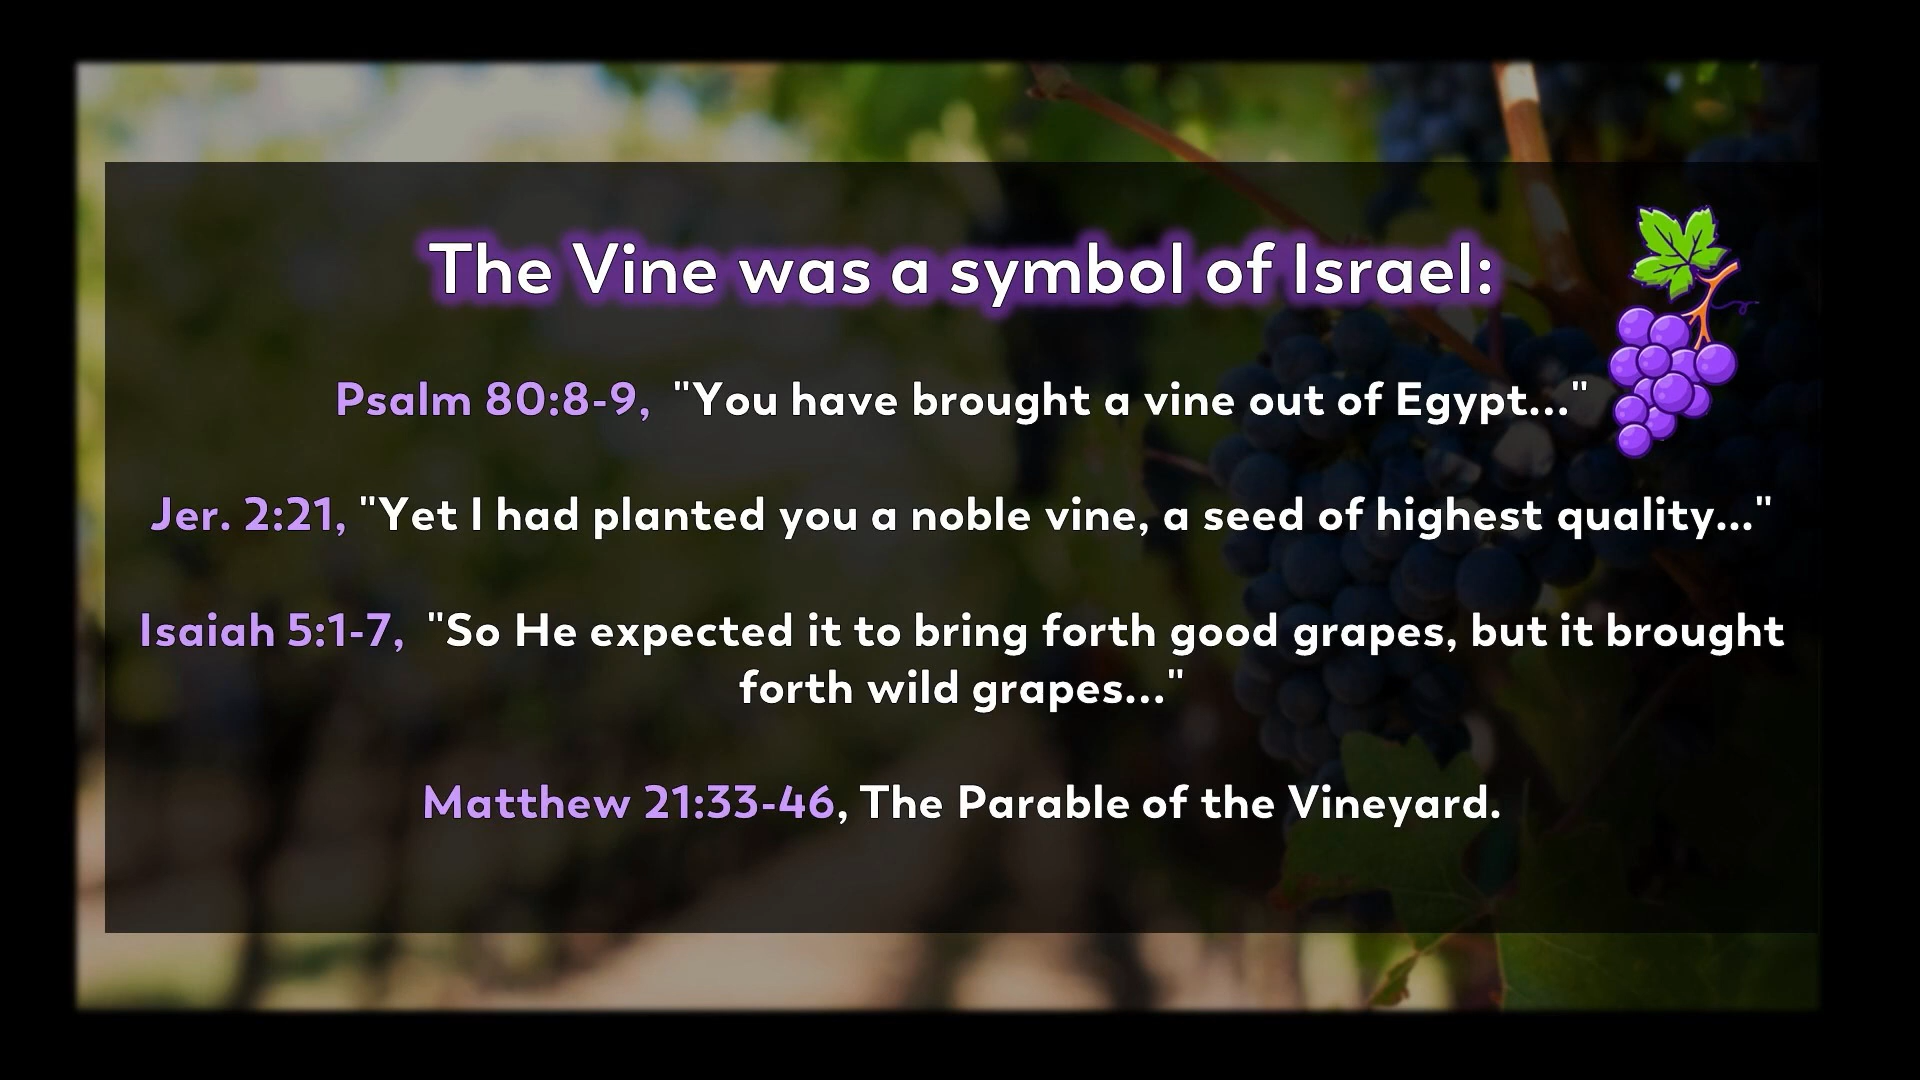 The Vine was a symbol of Israel:
Psalm 80:8-9, "You have brought a vine out of Egypt..."
Jer. 2:21, "Yet I had planted you a noble vine, a seed of highest quality..."
Isaiah 5:1-7, "So He expected it to bring forth good grapes, but it brought
forth wild grapes..."
Matthew 21:33-46, The Parable of the Vineyard.